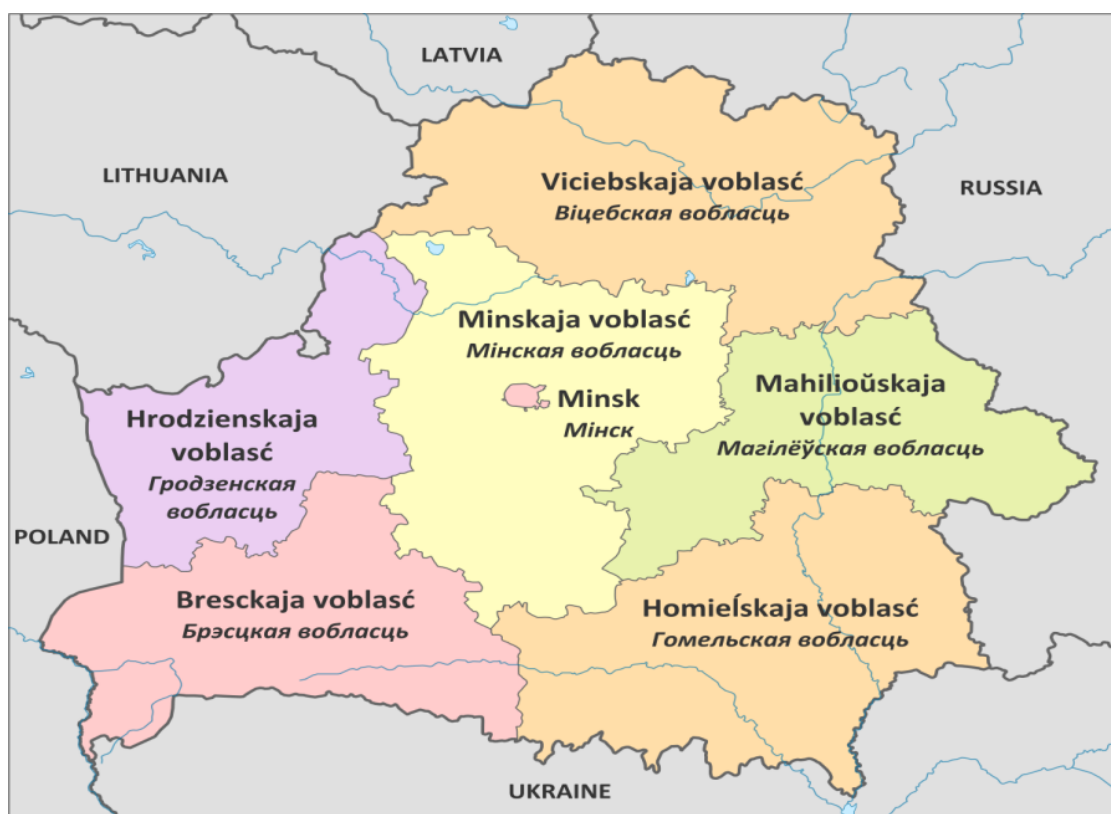 LATVIA
LITHUANIA
RUSSIA
Viciebskaja voblasć
Віцебская вобласць
Minskaja voblasć
Мінская вобласць
Minsk
Мінск
Mahilioŭskaja
voblasć
Магілёўская вобласць
Hrodzienskaja
voblasć
Гродзенская
вобласць
POLAND
Bresckaja voblasć
Брэсцкая вобласць
Homieĺskaja voblasć
Гомельская вобласць
UKRAINE